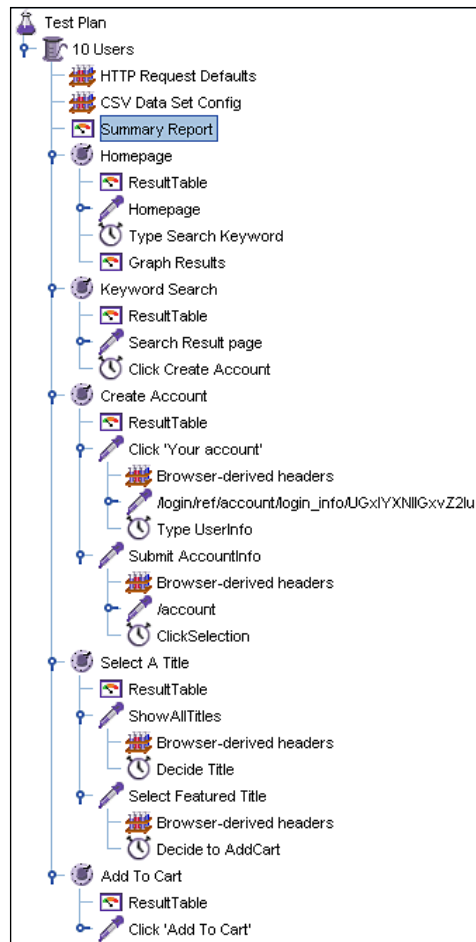 Test Plan
10 Users
HTTP Request Defaults
CSV Data Set Config
Summary Report
Homepage
ResultTable
Homepage
Type Search Keyword
Graph Results
Keyword Search
ResultTable
Search Result page
Click Create Account
Create Account
ResultTable
Click 'Your account'
Browser-derived headers
/login/ref/account/login_info/UGxlYXNlIGxvZ2lu
Type UserInfo
Submit AccountInfo
Browser-derived headers
/account
ClickSelection
Select A Title
ResultTable
ShowAllTitles
Browser-derived headers
Decide Title
Select Featured Title
Browser-derived headers
Decide to AddCart
Add To Cart
ResultTable
Click 'Add To Cart'